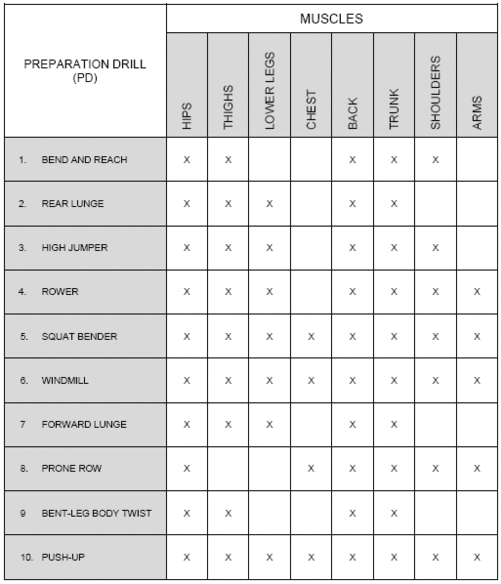 MUSCLES
PREPARATION DRILL
(PD)
HIPS
THIGHS
LOWER LEGS
CHEST
BACK
TRUNK
SHOULDERS
ARMS
1. BEND AND REACH X X X X X
2. REAR LUNGE X X X X X
3. HIGH JUMPER X X X X X X
4. ROWER X X X X X X X
5. SQUAT BENDER X X X X X X X X
6. WINDMILL X X X X X X X X
7 FORWARD LUNGE X X X X X
8. PRONE ROW X X X X X X
9 BENT-LEG BODY TWIST X X X X
10. PUSH-UP X X X X X X X X